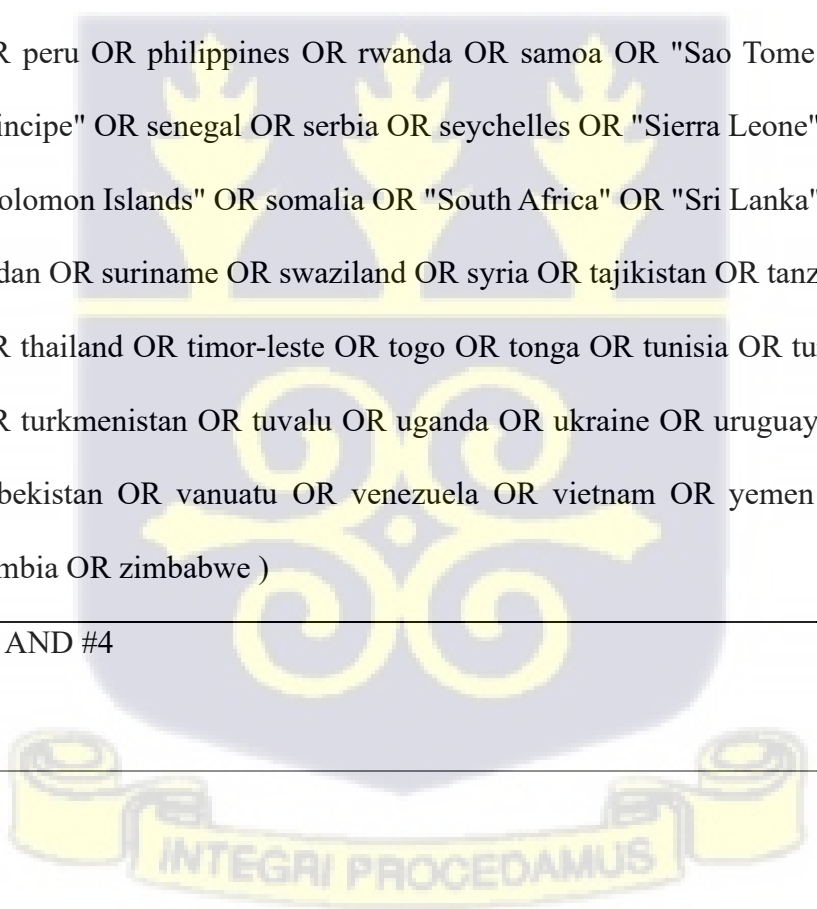 R peru OR philippines OR rwanda OR samoa OR "Sao Tome
incipe" OR senegal OR serbia OR seychelles OR "Sierra Leone"
olomon Islands" OR somalia OR "South Africa" OR "Sri Lanka"
dan OR suriname OR swaziland OR syria OR tajikistan OR tanz
R thailand OR timor-leste OR togo OR tonga OR tunisia OR tu
R turkmenistan OR tuvalu OR uganda OR ukraine OR uruguay
bekistan OR vanuatu OR venezuela OR vietnam OR yemen
mbia OR zimbabwe )
AND #4
INTEGRI PROCEDAMUS